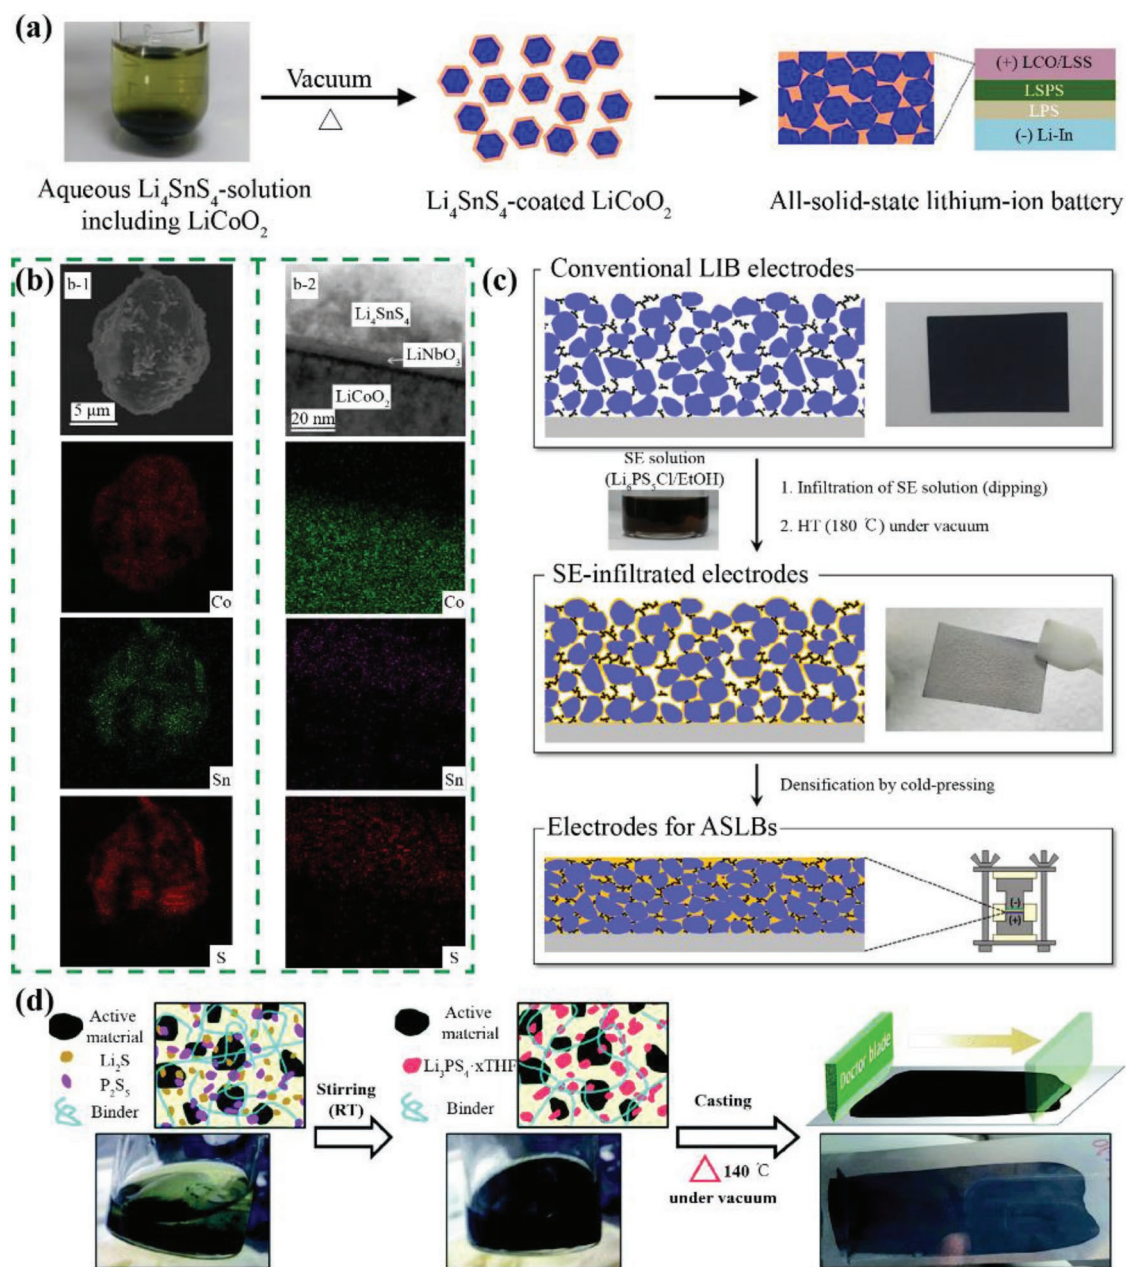 (a)
Vacuum
△
Aqueous Li₄SnS₄-solution
including LiCoO₂
Li₄SnS₄-coated LiCoO₂
(+) LCO/LSS
LSPS
LPS
(-) Li-In
All-solid-state lithium-ion battery
(b)
b-1
5 μm
Co
Sn
S
b-2
Li₄SnS₄
LiNbO₃
LiCoO₂
20 nm
Co
Sn
S
(c)
Conventional LIB electrodes
SE solution
(Li₆PS₅Cl/EtOH)
1. Infiltration of SE solution (dipping)
2. HT (180 ℃) under vacuum
SE-infiltrated electrodes
Densification by cold-pressing
Electrodes for ASLBs
(-)
(+)
(d)
Active
material
Li₂S
P₂S₅
Binder
Stirring
(RT)
Active
material
Li₃PS₄·xTHF
Binder
Casting
△ 140 ℃
under vacuum
Doctor blade